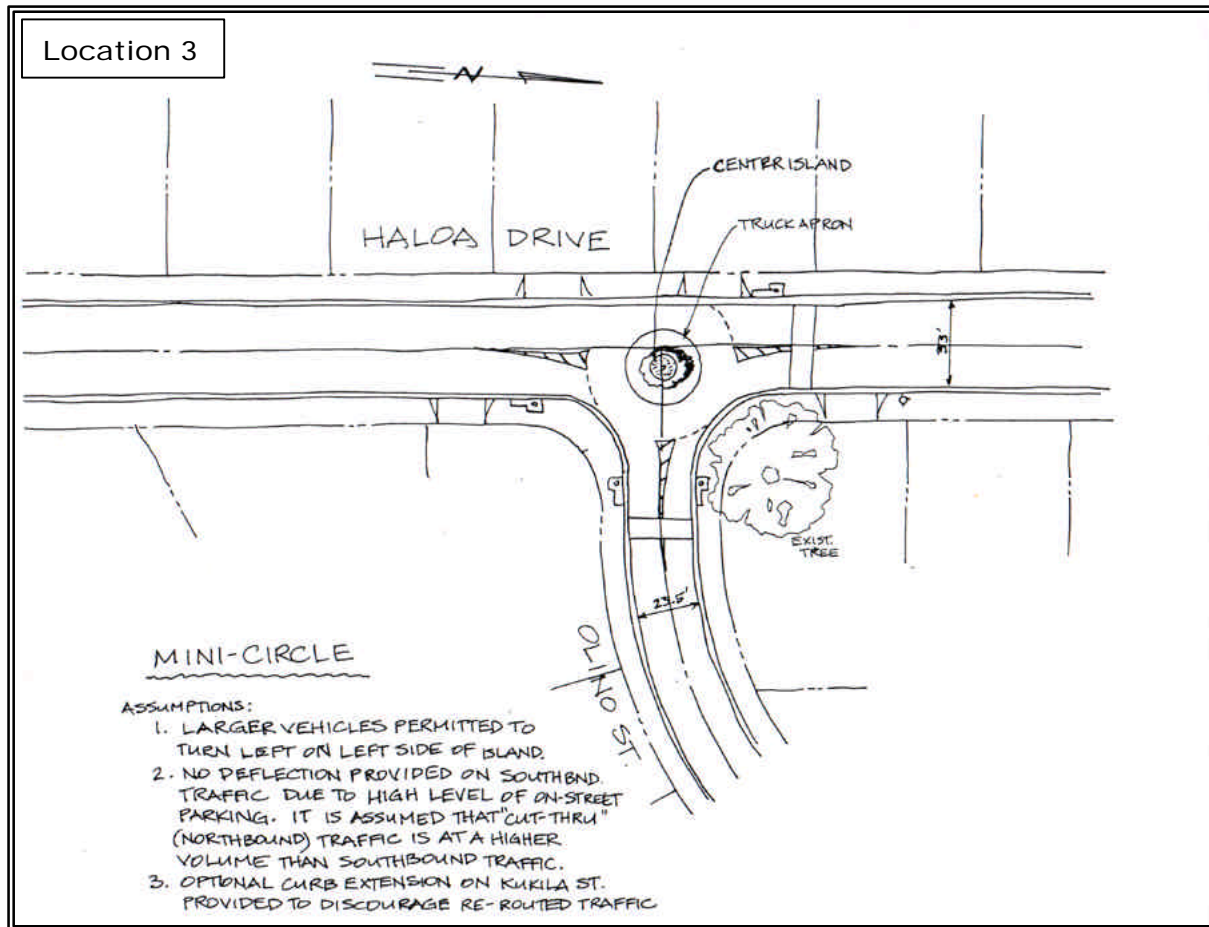 Location 3
N
CENTER ISLAND
TRUCK APRON
HALOA DRIVE
33'
EXIST.
TREE
23.5'
OLINO ST.
MINI-CIRCLE
ASSUMPTIONS:
1. LARGER VEHICLES PERMITTED TO
TURN LEFT ON LEFT SIDE OF ISLAND.
2. NO DEFLECTION PROVIDED ON SOUTHBND.
TRAFFIC DUE TO HIGH LEVEL OF ON-STREET
PARKING. IT IS ASSUMED THAT "CUT-THRU"
(NORTHBOUND) TRAFFIC IS AT A HIGHER
VOLUME THAN SOUTHBOUND TRAFFIC.
3. OPTIONAL CURB EXTENSION ON KUKILA ST.
PROVIDED TO DISCOURAGE RE-ROUTED TRAFFIC